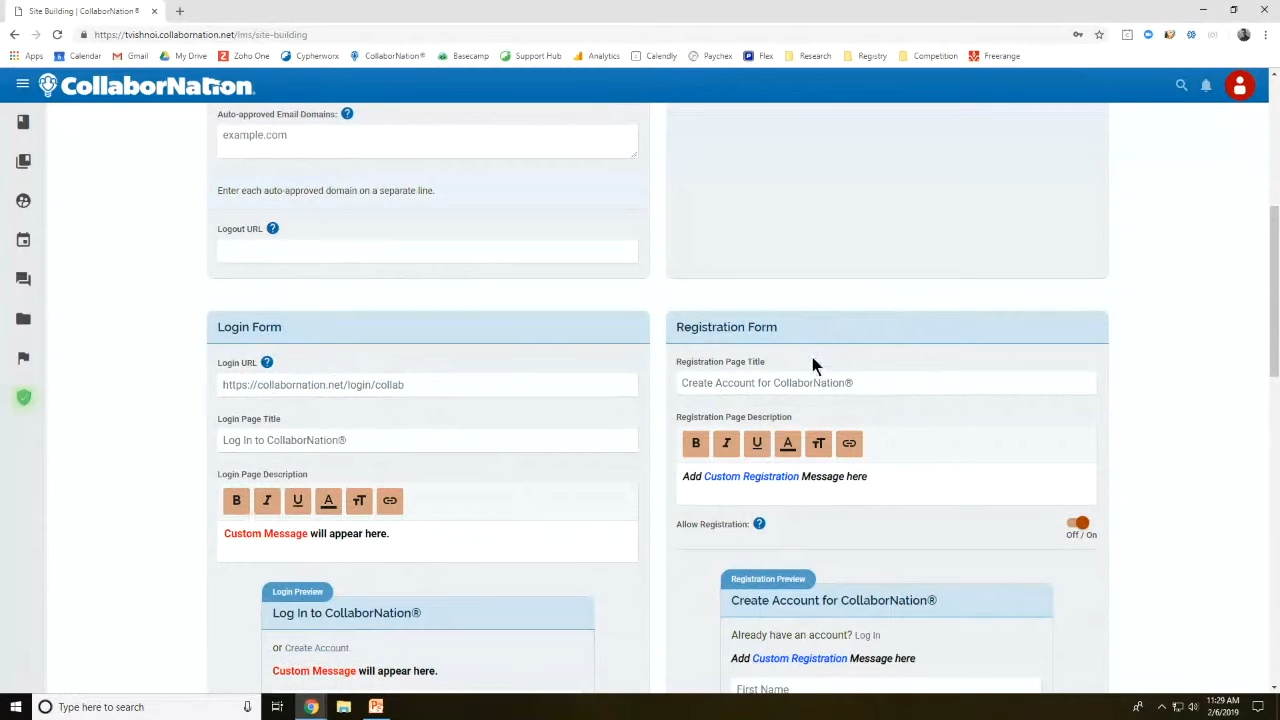 Site Building | CollaborNation®
https://tvishnoi.collabornation.net/lms/site-building
Apps Calendar Gmail My Drive Zoho One Cypherworx CollaborNation® Basecamp Support Hub Analytics Calendly Paychex Flex Research Registry Competition Freerange
CollaborNation®
Auto-approved Email Domains: ?
example.com
Enter each auto-approved domain on a separate line.
Logout URL ?
Login Form
Login URL ?
https://collabornation.net/login/collab
Login Page Title
Log In to CollaborNation®
Login Page Description
B I U A TT
Custom Message will appear here.
Login Preview
Log In to CollaborNation®
or Create Account
Custom Message will appear here.
Registration Form
Registration Page Title
Create Account for CollaborNation®
Registration Page Description
B I U A TT
Add Custom Registration Message here
Allow Registration: ?
Off / On
Registration Preview
Create Account for CollaborNation®
Already have an account? Log In
Add Custom Registration Message here
First Name
Type here to search
11:29 AM
2/6/2019